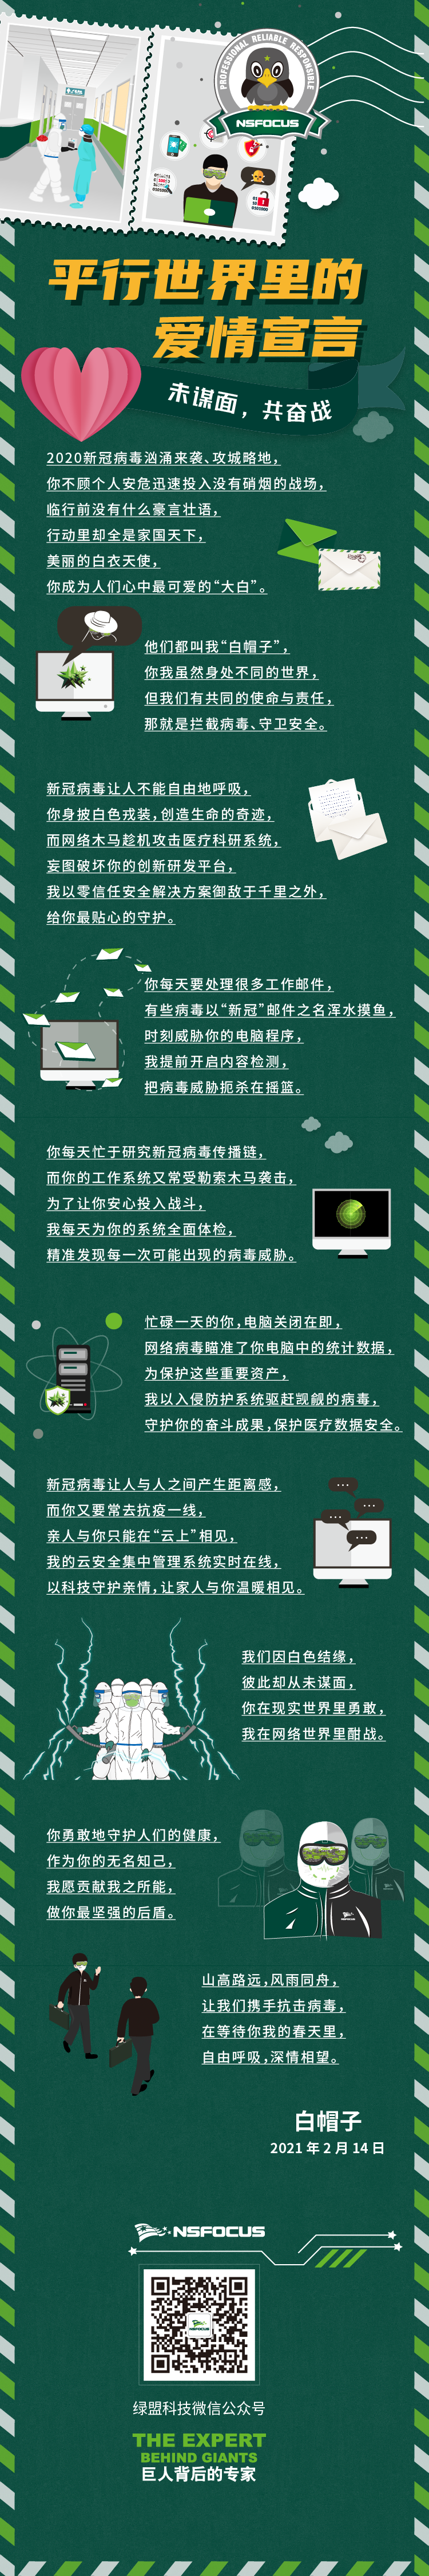 PROFESSIONAL RELIABLE RESPONSIBLE
NSFOCUS
平行世界里的
爱情宣言
未谋面，共奋战
2020新冠病毒汹涌来袭、攻城略地，
你不顾个人安危迅速投入没有硝烟的战场，
临行前没有什么豪言壮语，
行动里却全是家国天下，
美丽的白衣天使，
你成为人们心中最可爱的“大白”。
他们都叫我“白帽子”，
你我虽然身处不同的世界，
但我们有共同的使命与责任，
那就是拦截病毒、守卫安全。
新冠病毒让人不能自由地呼吸，
你身披白色戎装，创造生命的奇迹，
而网络木马趁机攻击医疗科研系统，
妄图破坏你的创新研发平台，
我以零信任安全解决方案御敌于千里之外，
给你最贴心的守护。
你每天要处理很多工作邮件，
有些病毒以“新冠”邮件之名浑水摸鱼，
时刻威胁你的电脑程序，
我提前开启内容检测，
把病毒威胁扼杀在摇篮。
你每天忙于研究新冠病毒传播链，
而你的工作系统又常受勒索木马袭击，
为了让你安心投入战斗，
我每天为你的系统全面体检，
精准发现每一次可能出现的病毒威胁。
忙碌一天的你，电脑关闭在即，
网络病毒瞄准了你电脑中的统计数据，
为保护这些重要资产，
我以入侵防护系统驱赶觊觎的病毒，
守护你的奋斗成果，保护医疗数据安全。
新冠病毒让人与人之间产生距离感，
而你又要常去抗疫一线，
亲人与你只能在“云上”相见，
我的云安全集中管理系统实时在线，
以科技守护亲情，让家人与你温暖相见。
我们因白色结缘，
彼此却从未谋面，
你在现实世界里勇敢，
我在网络世界里酣战。
你勇敢地守护人们的健康，
作为你的无名知己，
我愿贡献我之所能，
做你最坚强的后盾。
NSFOCUS
山高路远，风雨同舟，
让我们携手抗击病毒，
在等待你我的春天里，
自由呼吸，深情相望。
白帽子
2021 年 2 月 14 日
NSFOCUS
NSFOCUS
绿盟科技微信公众号
THE EXPERT
BEHIND GIANTS
巨人背后的专家